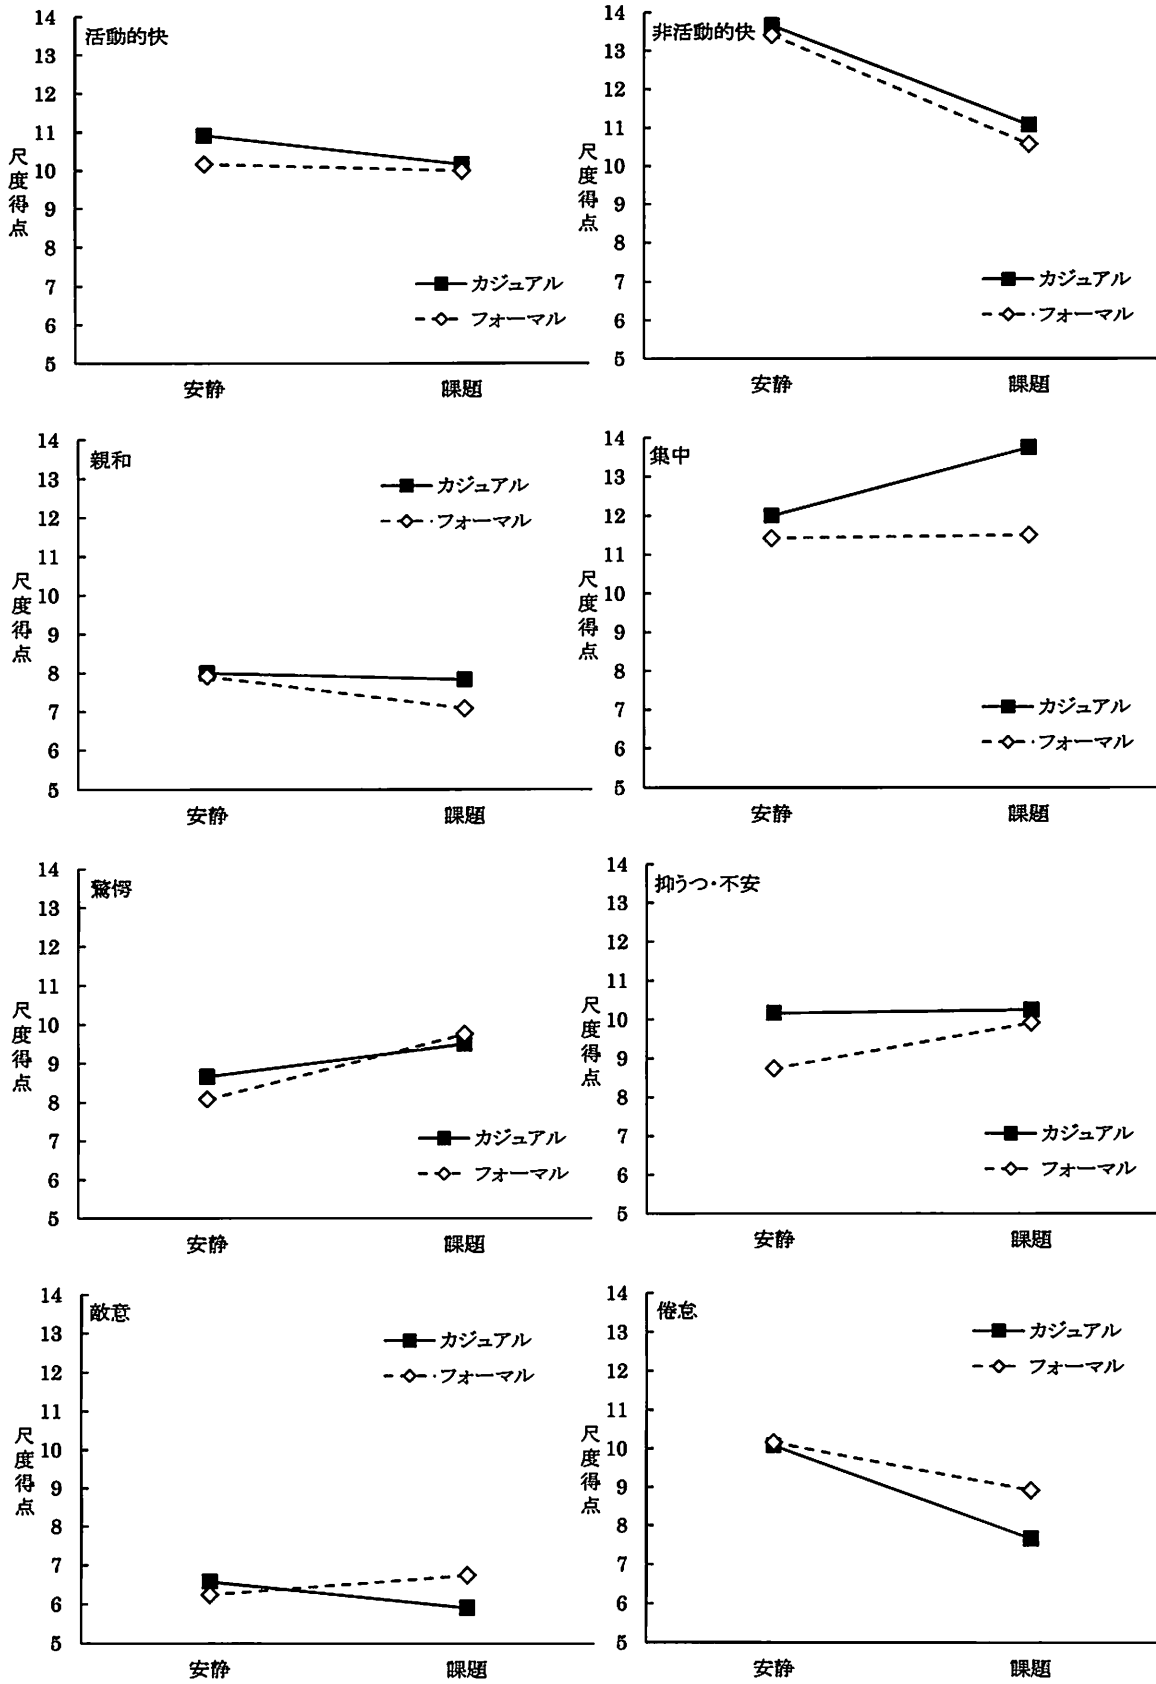 活動的快
14
13
12
11
10
9
8
7
6
5
尺度得点
カジュアル
フォーマル
安静
課題
非活動的快
14
13
12
11
10
9
8
7
6
5
尺度得点
カジュアル
フォーマル
安静
課題
親和
14
13
12
11
10
9
8
7
6
5
尺度得点
カジュアル
フォーマル
安静
課題
集中
14
13
12
11
10
9
8
7
6
5
尺度得点
カジュアル
フォーマル
安静
課題
驚愕
14
13
12
11
10
9
8
7
6
5
尺度得点
カジュアル
フォーマル
安静
課題
抑うつ・不安
14
13
12
11
10
9
8
7
6
5
尺度得点
カジュアル
フォーマル
安静
課題
敵意
14
13
12
11
10
9
8
7
6
5
尺度得点
カジュアル
フォーマル
安静
課題
倦怠
14
13
12
11
10
9
8
7
6
5
尺度得点
カジュアル
フォーマル
安静
課題